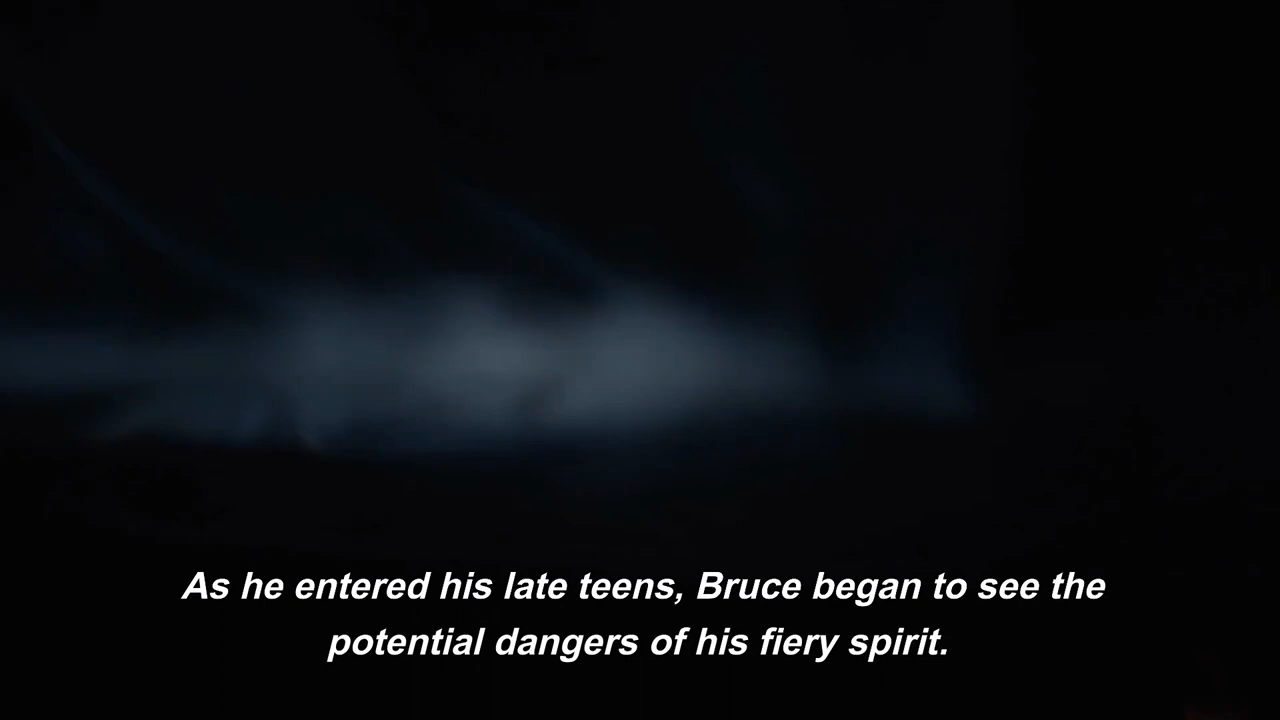 As he entered his late teens, Bruce began to see the
potential dangers of his fiery spirit.